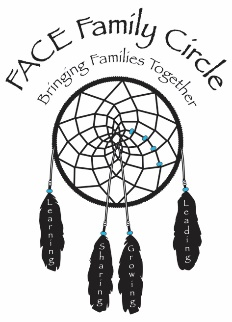 FACE Family Circle
Bringing Families Together
Learning
Sharing
Growing
Leading